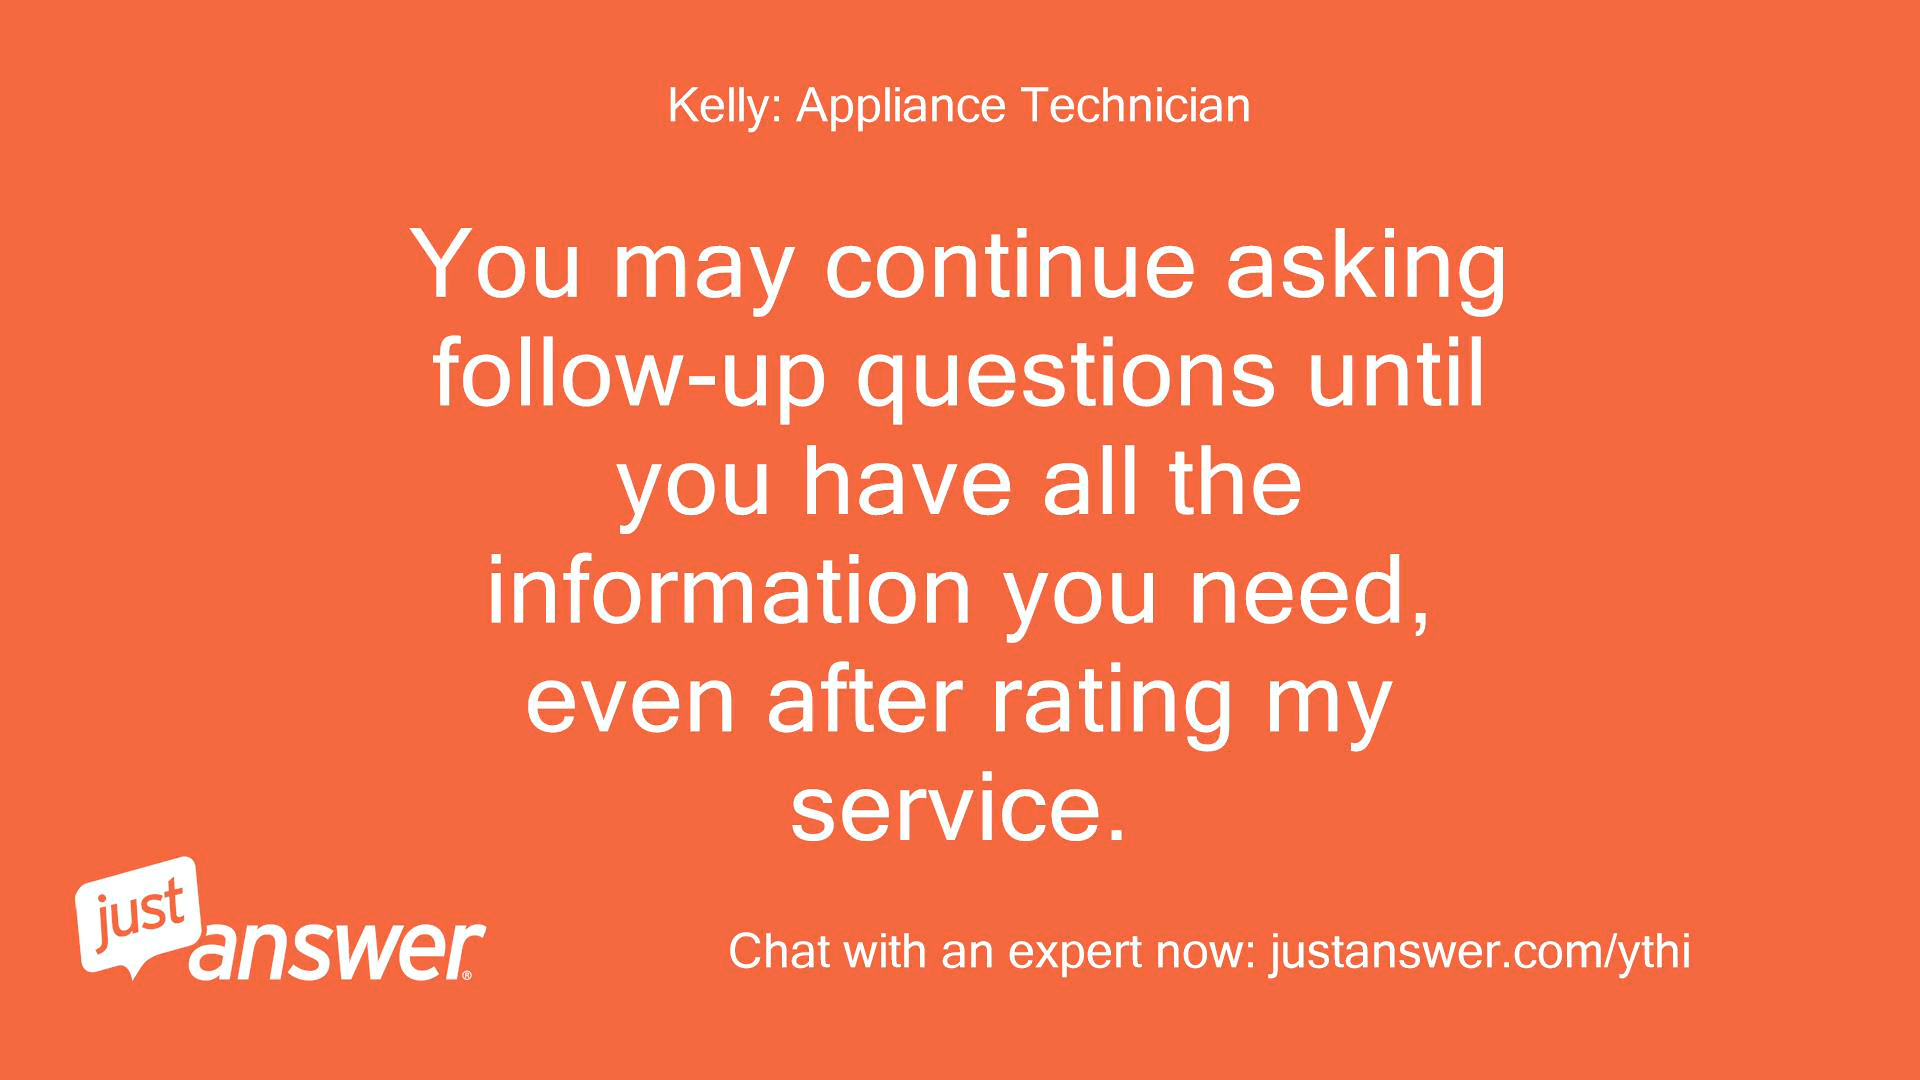 Kelly: Appliance Technician
You may continue asking
follow-up questions until
you have all the
information you need,
even after rating my
service.
just
answer®
Chat with an expert now: justanswer.com/ythi